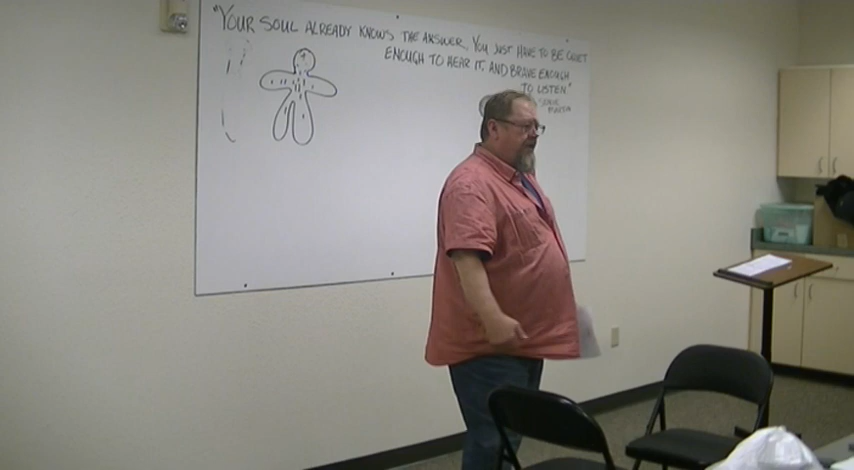 "YOUR SOUL ALREADY KNOWS THE ANSWER. YOU JUST HAVE TO BE QUIET
ENOUGH TO HEAR IT, AND BRAVE ENOUGH
TO LISTEN."